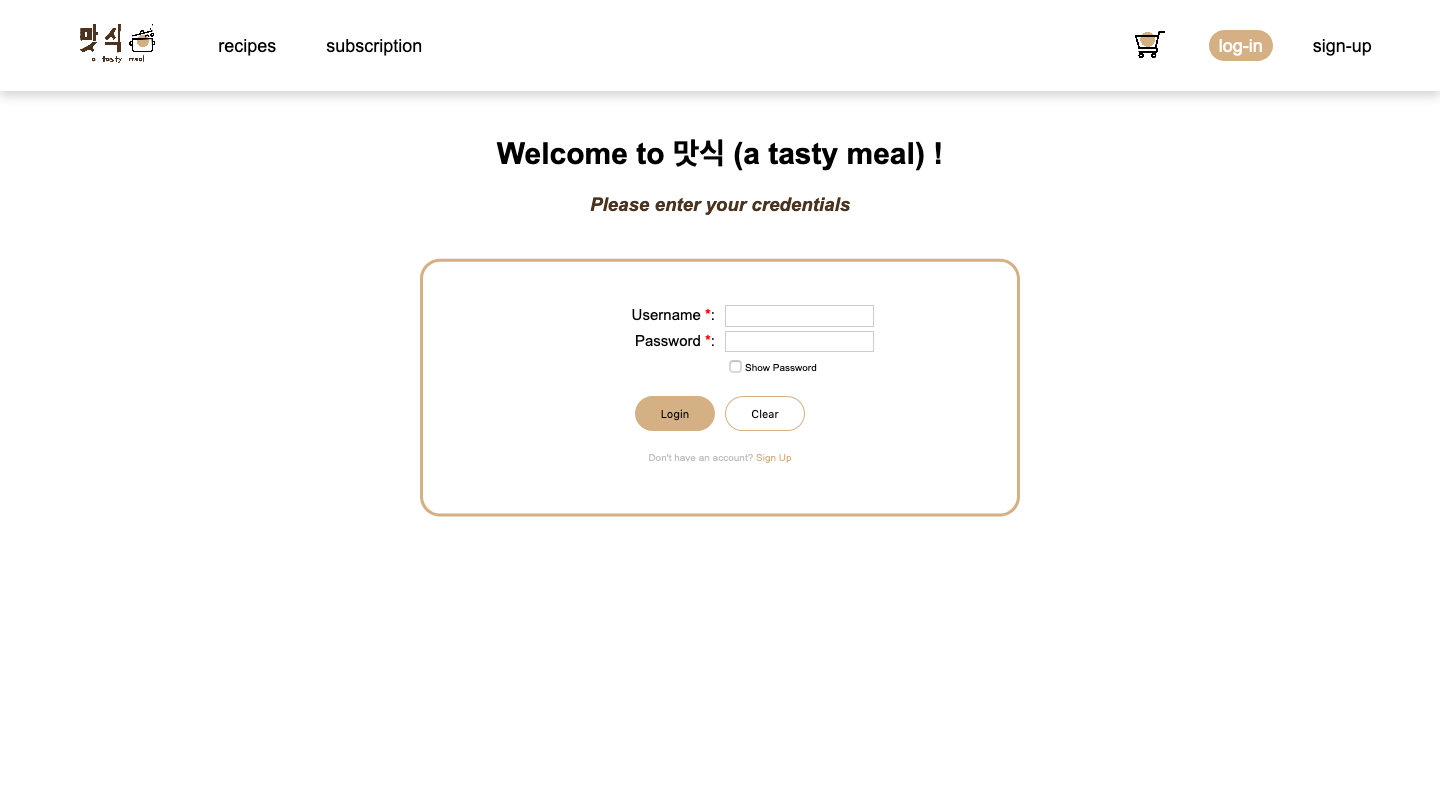 맛식
a tasty meal
recipes
subscription
log-in
sign-up
Welcome to 맛식 (a tasty meal) !
Please enter your credentials
Username *:
Password *:
Show Password
Login
Clear
Don't have an account? Sign Up